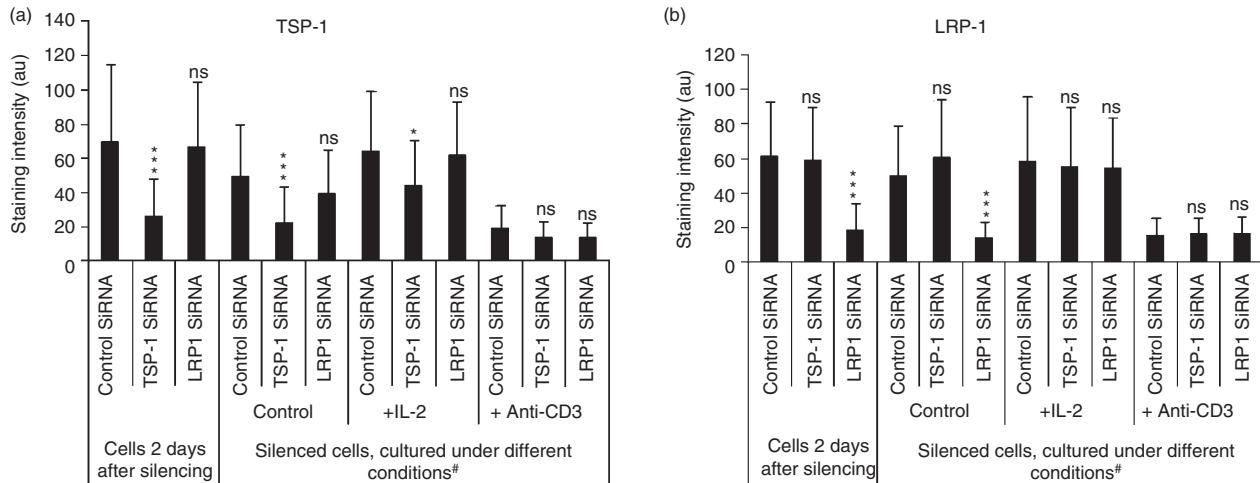 (a)
TSP-1
Staining intensity (au)
140
120
100
80
60
40
20
0
***
ns
***
ns
*
ns
ns
ns
Control SiRNA
TSP-1 SiRNA
LRP1 SiRNA
Control SiRNA
TSP-1 SiRNA
LRP1 SiRNA
Control SiRNA
TSP-1 SiRNA
LRP1 SiRNA
Control SiRNA
TSP-1 SiRNA
LRP1 SiRNA
Control
+IL-2
+ Anti-CD3
Cells 2 days
after silencing
Silenced cells, cultured under different
conditions#
(b)
LRP-1
Staining intensity (au)
140
120
100
80
60
40
20
0
ns
***
ns
***
ns
ns
ns
ns
Control SiRNA
TSP-1 SiRNA
LRP1 SiRNA
Control SiRNA
TSP-1 SiRNA
LRP1 SiRNA
Control SiRNA
TSP-1 SiRNA
LRP1 SiRNA
Control SiRNA
TSP-1 SiRNA
LRP1 SiRNA
Control
+IL-2
+ Anti-CD3
Cells 2 days
after silencing
Silenced cells, cultured under different
conditions#